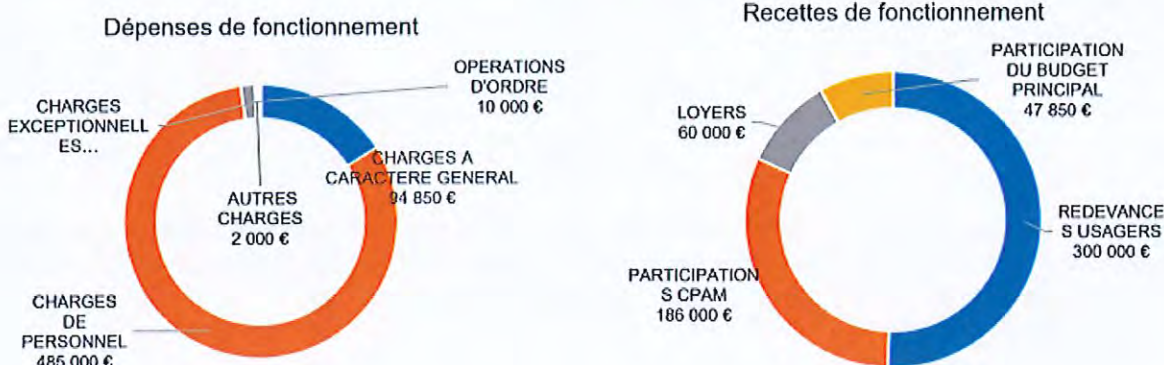 Dépenses de fonctionnement
OPERATIONS
D'ORDRE
10 000 €
CHARGES
EXCEPTIONNELL
ES...
CHARGES A
CARACTERE GENERAL
94 850 €
AUTRES
CHARGES
2 000 €
CHARGES
DE
PERSONNEL
485 000 €
Recettes de fonctionnement
PARTICIPATION
DU BUDGET
PRINCIPAL
47 850 €
LOYERS
60 000 €
REDEVANCE
S USAGERS
300 000 €
PARTICIPATION
S CPAM
186 000 €